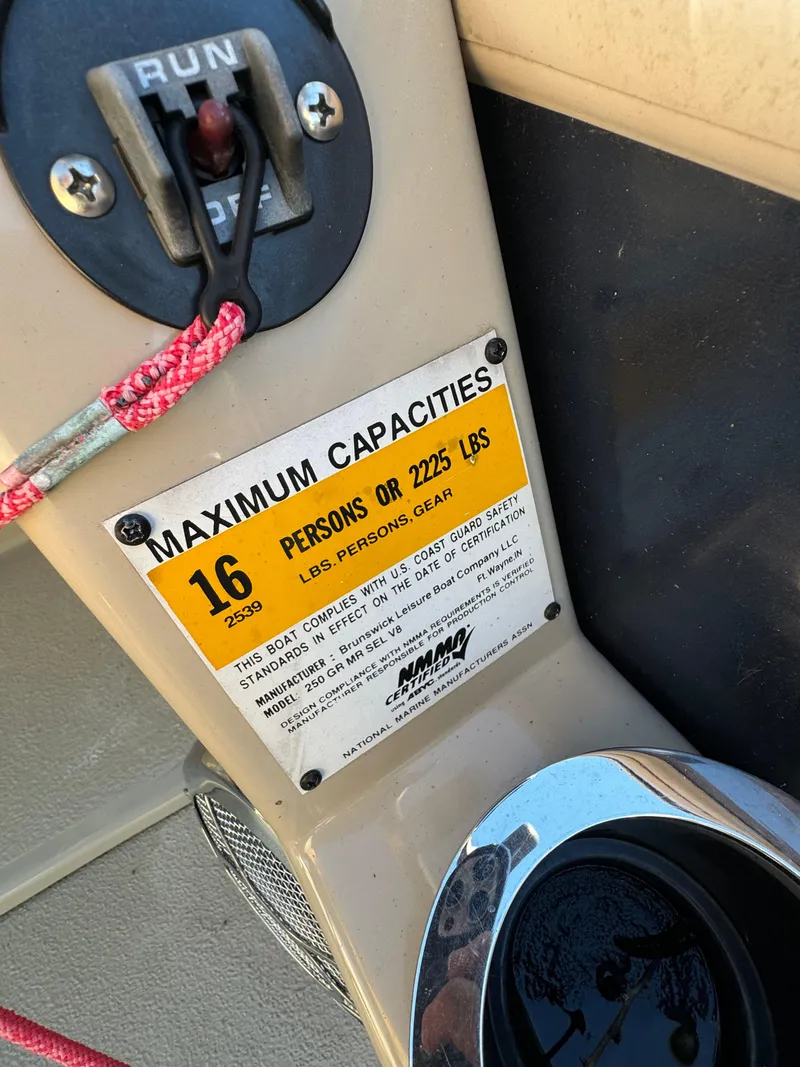 RUN
OFF
MAXIMUM CAPACITIES
16 PERSONS OR 2225 LBS
2539 LBS. PERSONS, GEAR
THIS BOAT COMPLIES WITH U.S. COAST GUARD SAFETY
STANDARDS IN EFFECT ON THE DATE OF CERTIFICATION
MANUFACTURER : Brunswick Leisure Boat Company LLC
MODEL: 250 GR MR SEL V8 Ft. Wayne.IN
DESIGN COMPLIANCE WITH NMMA REQUIREMENTS IS VERIFIED
MANUFACTURER RESPONSIBLE FOR PRODUCTION CONTROL
NMMA
CERTIFIED
using ABYC. standards
NATIONAL MARINE MANUFACTURERS ASSN